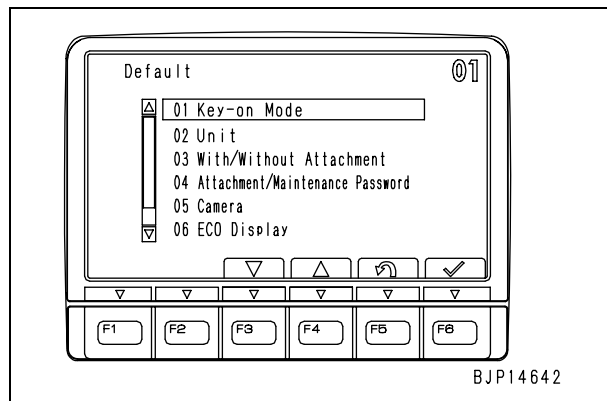 Default 01
01 Key-on Mode
02 Unit
03 With/Without Attachment
04 Attachment/Maintenance Password
05 Camera
06 ECO Display
F1 F2 F3 F4 F5 F6
BJP14642